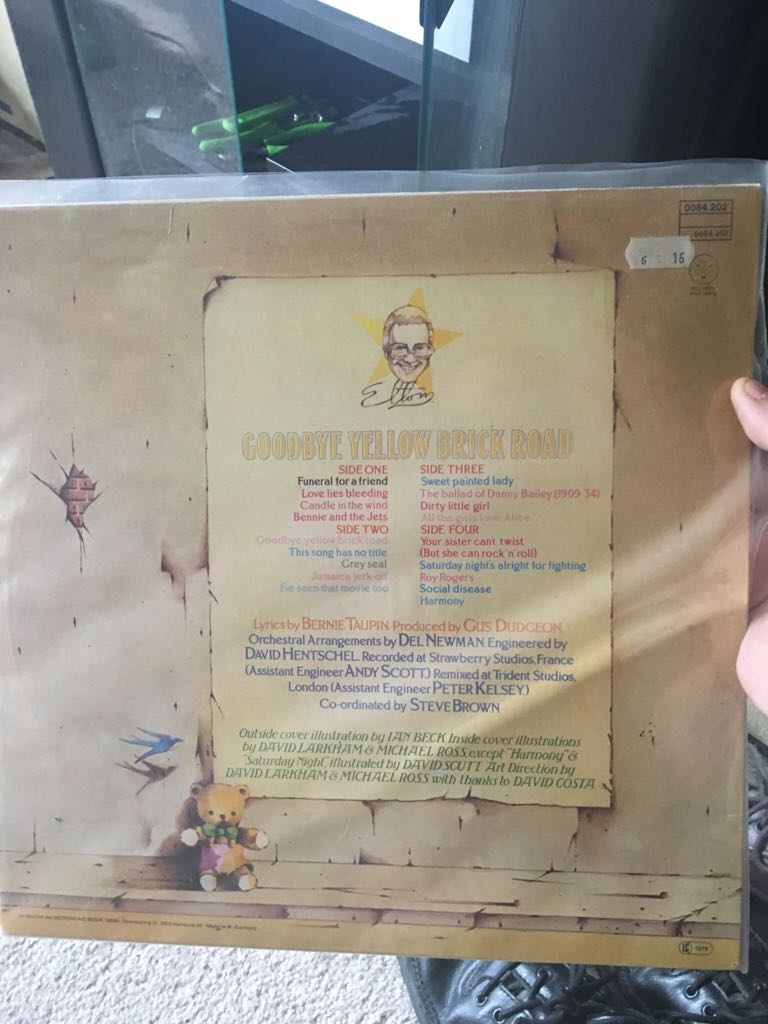 0084.202
0084.202
6 - 16
Elton
GOODBYE YELLOW BRICK ROAD
SIDE ONE
Funeral for a friend
Love lies bleeding
Candle in the wind
Bennie and the Jets
SIDE TWO
Goodbye yellow brick road
This song has no title
Grey seal
Jamaica jerk-off
I've seen that movie too
SIDE THREE
Sweet painted lady
The ballad of Danny Bailey (1909-34)
Dirty little girl
All the girls love Alice
SIDE FOUR
Your sister can't twist
(But she can rock 'n' roll)
Saturday night's alright for fighting
Roy Rogers
Social disease
Harmony
Lyrics by BERNIE TAUPIN. Produced by GUS DUDGEON.
Orchestral Arrangements by DEL NEWMAN. Engineered by
DAVID HENTSCHEL. Recorded at Strawberry Studios, France
(Assistant Engineer ANDY SCOTT.) Remixed at Trident Studios,
London (Assistant Engineer PETER KELSEY.)
Co-ordinated by STEVE BROWN
Outside cover illustration by IAN BECK Inside cover illustrations
by DAVID LARKHAM & MICHAEL ROSS, except "Harmony" &
"Saturday Night," illustrated by DAVID SCUTT Art Direction by
DAVID LARKHAM & MICHAEL ROSS with thanks to DAVID COSTA
Hamburg Made in W. Germany